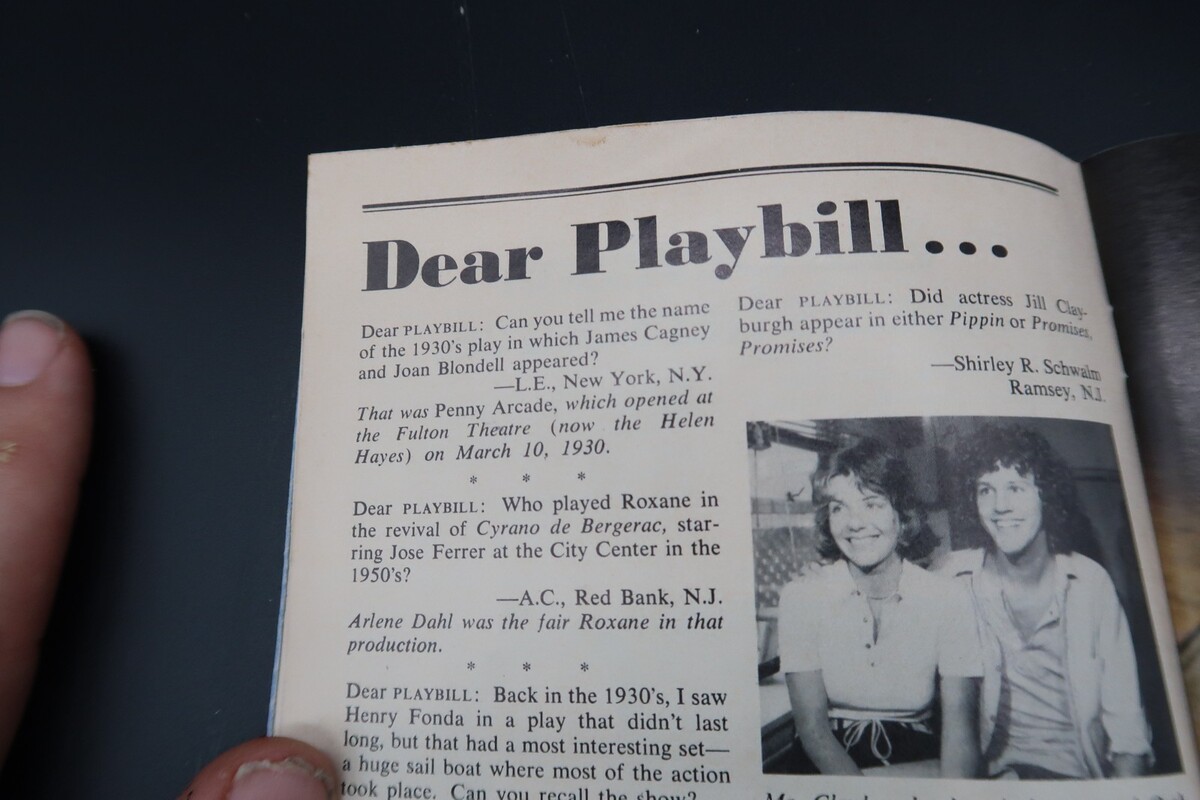 Dear Playbill...
Dear PLAYBILL: Can you tell me the name
of the 1930's play in which James Cagney
and Joan Blondell appeared?
—L.E., New York, N.Y.
That was Penny Arcade, which opened at
the Fulton Theatre (now the Helen
Hayes) on March 10, 1930.
* * *
Dear PLAYBILL: Who played Roxane in
the revival of Cyrano de Bergerac, star-
ring Jose Ferrer at the City Center in the
1950's?
—A.C., Red Bank, N.J.
Arlene Dahl was the fair Roxane in that
production.
* * *
Dear PLAYBILL: Back in the 1930's, I saw
Henry Fonda in a play that didn't last
long, but that had a most interesting set—
a huge sail boat where most of the action
took place. Can you recall the show?
Dear PLAYBILL: Did actress Jill Clay-
burgh appear in either Pippin or Promises,
Promises?
—Shirley R. Schwalm
Ramsey, N.J.